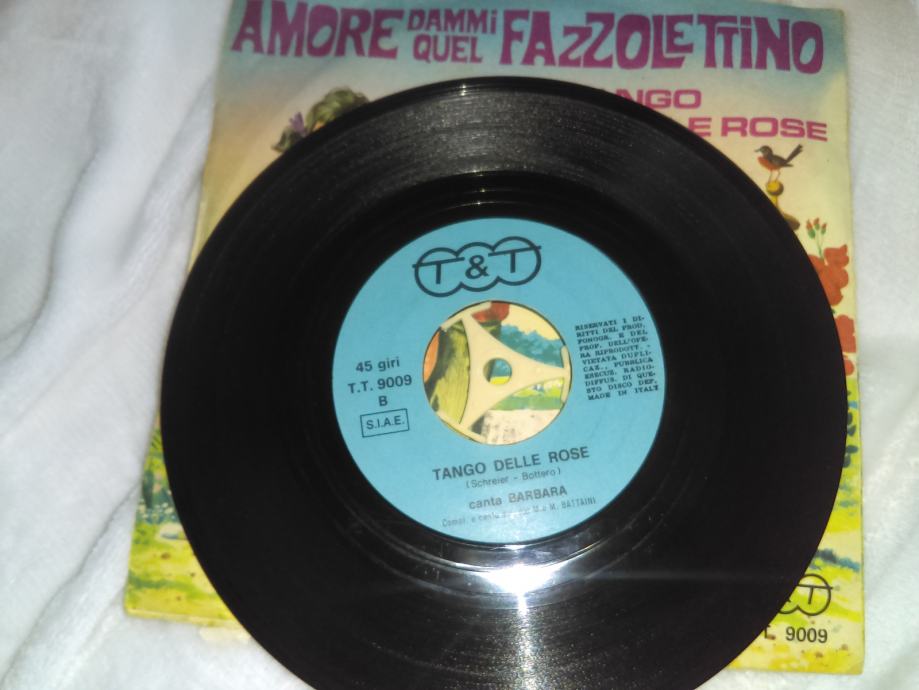 AMORE DAMMI QUEL FAZZOLETTINO
NGO
E ROSE
T&T
45 giri
T.T. 9009
B
S.I.A.E.
RISERVATI I DI-
RITTI DEL PROD.
FONOGR. E DEL
PROP. DELL'OPE-
RA RIPRODOTT. -
VIETATA DUPLI-
CAZ., PUBBLICA
ESECUZ. RADIO-
DIFFUS. DI QUE-
STO DISCO DEP.
MADE IN ITALY
TANGO DELLE ROSE
(Schreier - Bottero)
canta BARBARA
Compl. e M. BATTAINI
T
9009